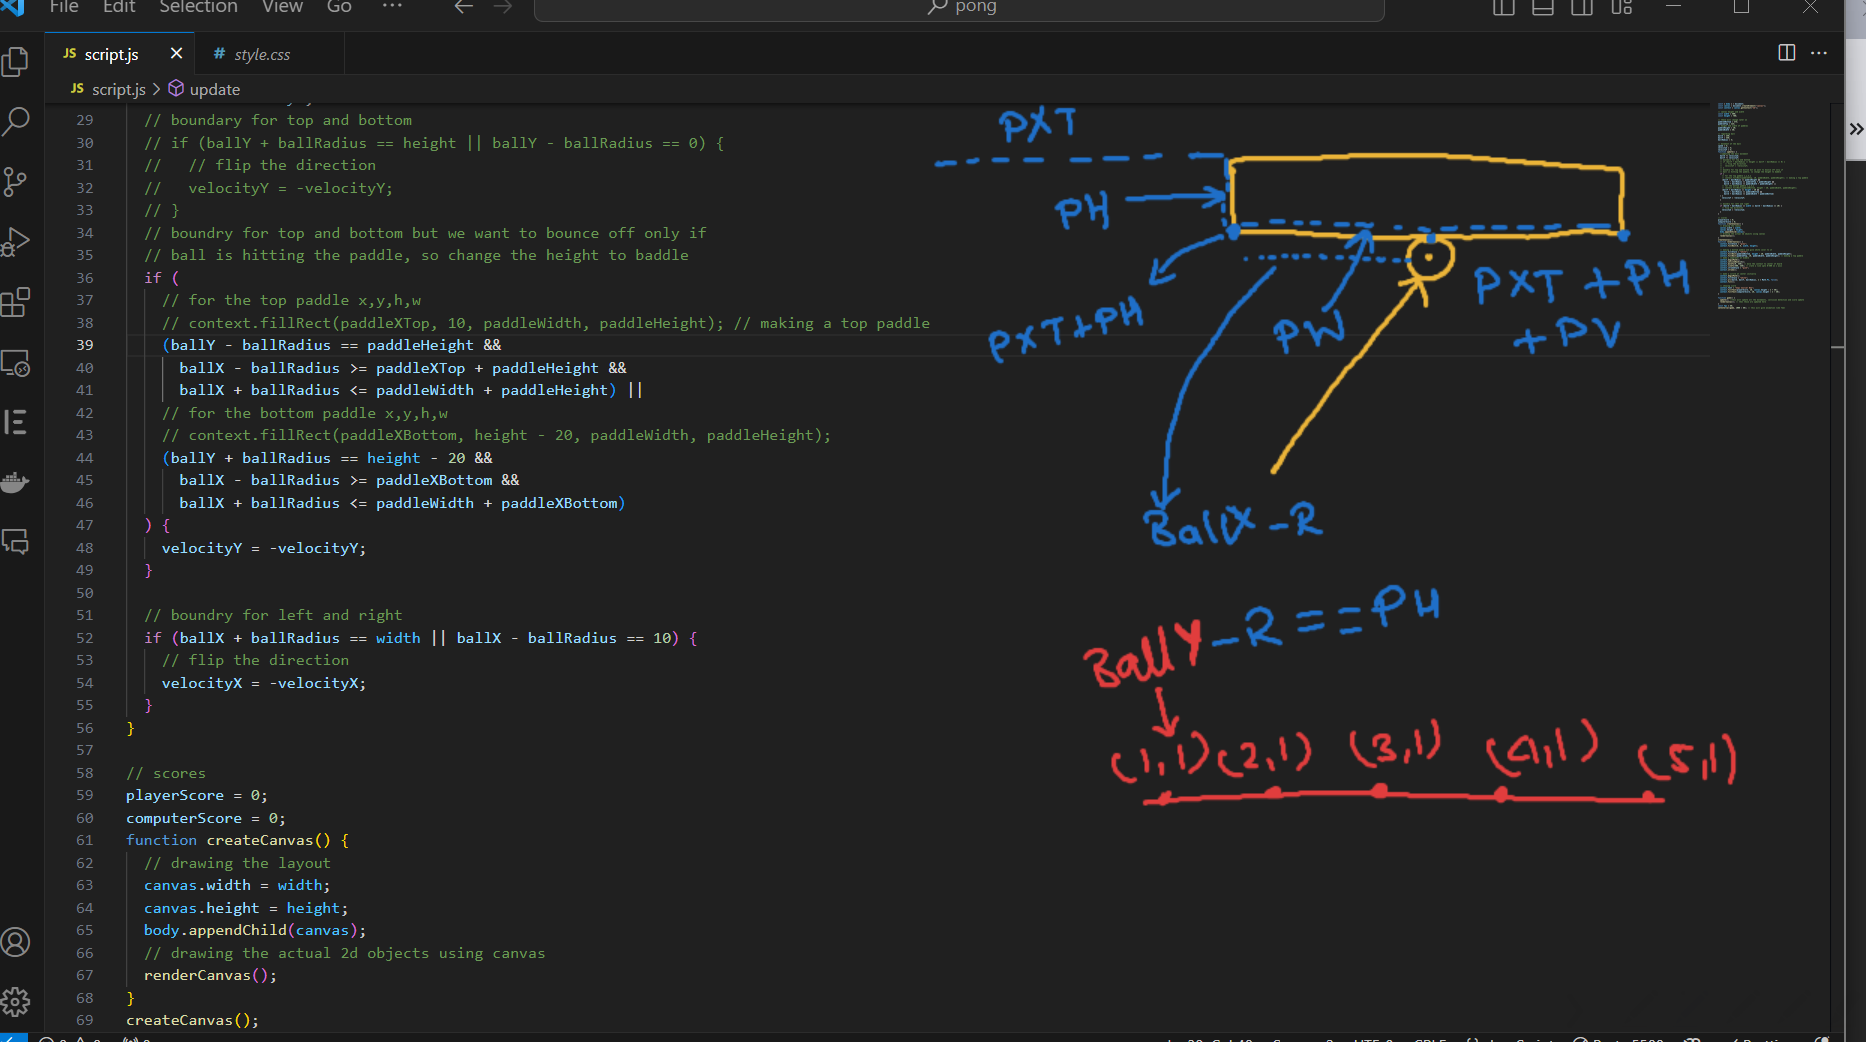 File Edit Selection View Go ... pong
JS script.js # style.css
JS script.js > update
29 // boundary for top and bottom
30 // if (ballY + ballRadius == height || ballY - ballRadius == 0) {
31 //   // flip the direction
32 //   velocityY = -velocityY;
33 // }
34 // boundry for top and bottom but we want to bounce off only if
35 // ball is hitting the paddle, so change the height to baddle
36 if (
37 // for the top paddle x,y,h,w
38 // context.fillRect(paddleXTop, 10, paddleWidth, paddleHeight); // making a top paddle
39 (ballY - ballRadius == paddleHeight &&
40 ballX - ballRadius >= paddleXTop + paddleHeight &&
41 ballX + ballRadius <= paddleWidth + paddleHeight) ||
42 // for the bottom paddle x,y,h,w
43 // context.fillRect(paddleXBottom, height - 20, paddleWidth, paddleHeight);
44 (ballY + ballRadius == height - 20 &&
45 ballX - ballRadius >= paddleXBottom &&
46 ballX + ballRadius <= paddleWidth + paddleXBottom)
47 ) {
48 velocityY = -velocityY;
49 }
50
51 // boundry for left and right
52 if (ballX + ballRadius == width || ballX - ballRadius == 10) {
53 // flip the direction
54 velocityX = -velocityX;
55 }
56 }
57
58 // scores
59 playerScore = 0;
60 computerScore = 0;
61 function createCanvas() {
62 // drawing the layout
63 canvas.width = width;
64 canvas.height = height;
65 body.appendChild(canvas);
66 // drawing the actual 2d objects using canvas
67 renderCanvas();
68 }
69 createCanvas();
PXT
PH
PXT+PH
PW
PXT +PH
+PV
BallX -R
BallY -R ==PH
(1,1) (2,1) (3,1) (4,1) (5,1)